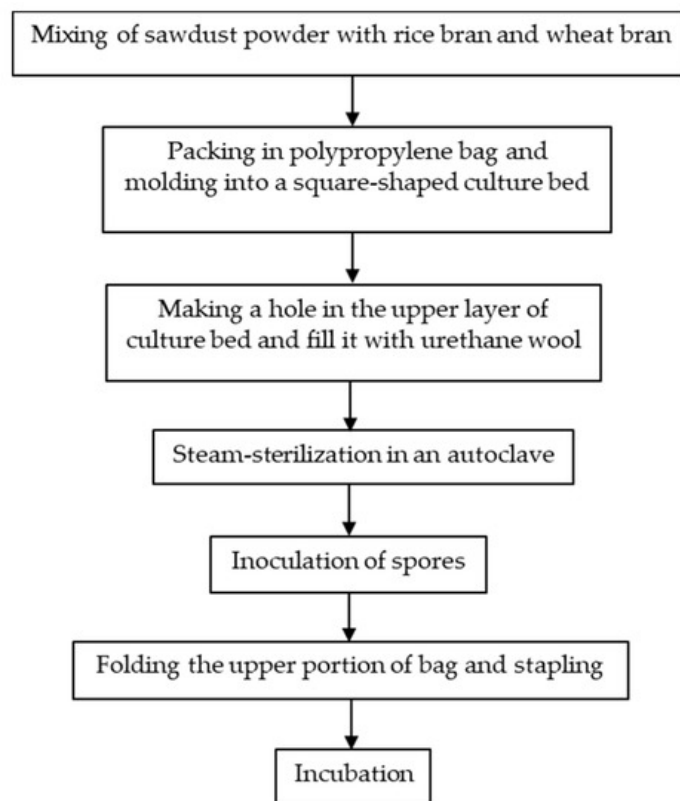 Mixing of sawdust powder with rice bran and wheat bran
Packing in polypropylene bag and
molding into a square-shaped culture bed
Making a hole in the upper layer of
culture bed and fill it with urethane wool
Steam-sterilization in an autoclave
Inoculation of spores
Folding the upper portion of bag and stapling
Incubation